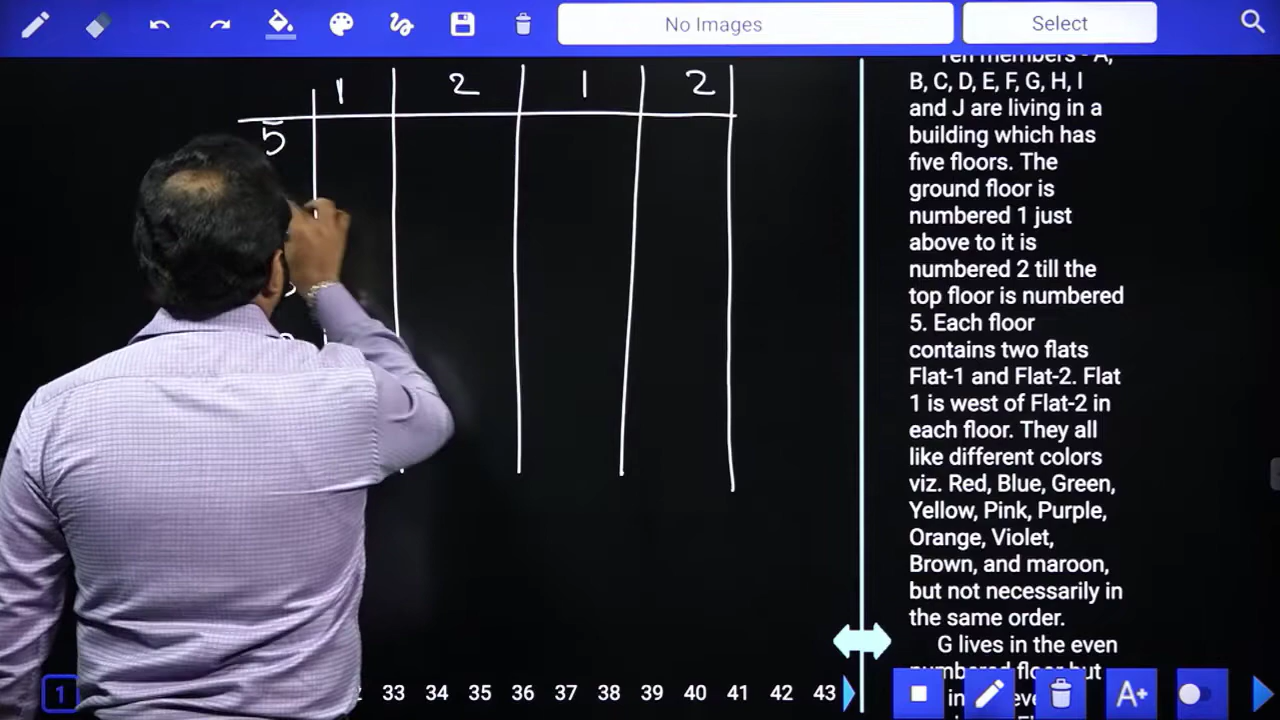 No Images
Select
1 2 1 2
5
Ten members - A,
B, C, D, E, F, G, H, I
and J are living in a
building which has
five floors. The
ground floor is
numbered 1 just
above to it is
numbered 2 till the
top floor is numbered
5. Each floor
contains two flats
Flat-1 and Flat-2. Flat
1 is west of Flat-2 in
each floor. They all
like different colors
viz. Red, Blue, Green,
Yellow, Pink, Purple,
Orange, Violet,
Brown, and maroon,
but not necessarily in
the same order.
G lives in the even
numbered floor but
in
1
33 34 35 36 37 38 39 40 41 42 43
A+